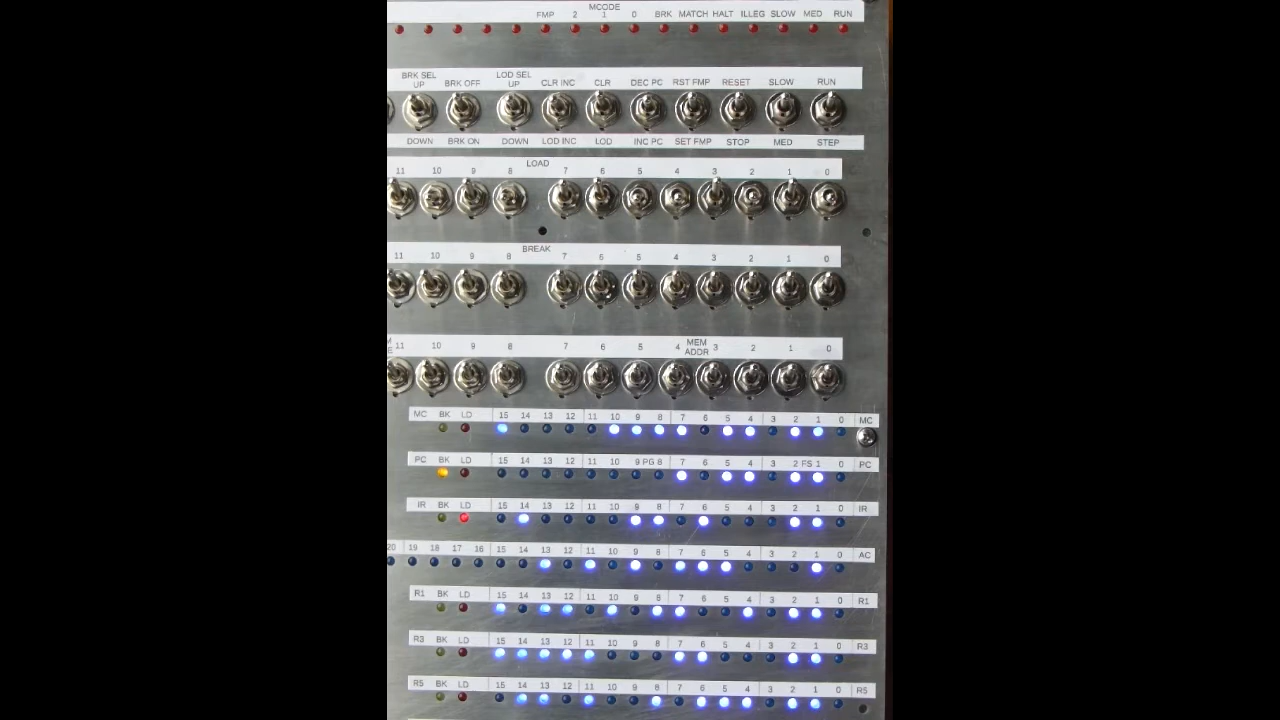 MCODE
FMP 2 1 0 BRK MATCH HALT ILLEG SLOW MED RUN
BRK SEL UP BRK OFF LOD SEL UP CLR INC CLR DEC PC RST FMP RESET SLOW RUN
DOWN BRK ON DOWN LOD INC LOD INC PC SET FMP STOP MED STEP
LOAD
11 10 9 8 7 6 5 4 3 2 1 0
BREAK
11 10 9 8 7 6 5 4 3 2 1 0
MEM ADDR
11 10 9 8 7 6 5 4 3 2 1 0
MC BK LD 15 14 13 12 11 10 9 8 7 6 5 4 3 2 1 0 MC
PC BK LD 15 14 13 12 11 10 9 PG 8 7 6 5 4 3 2 FS 1 0 PC
IR BK LD 15 14 13 12 11 10 9 8 7 6 5 4 3 2 1 0 IR
20 19 18 17 16 15 14 13 12 11 10 9 8 7 6 5 4 3 2 1 0 AC
R1 BK LD 15 14 13 12 11 10 9 8 7 6 5 4 3 2 1 0 R1
R3 BK LD 15 14 13 12 11 10 9 8 7 6 5 4 3 2 1 0 R3
R5 BK LD 15 14 13 12 11 10 9 8 7 6 5 4 3 2 1 0 R5